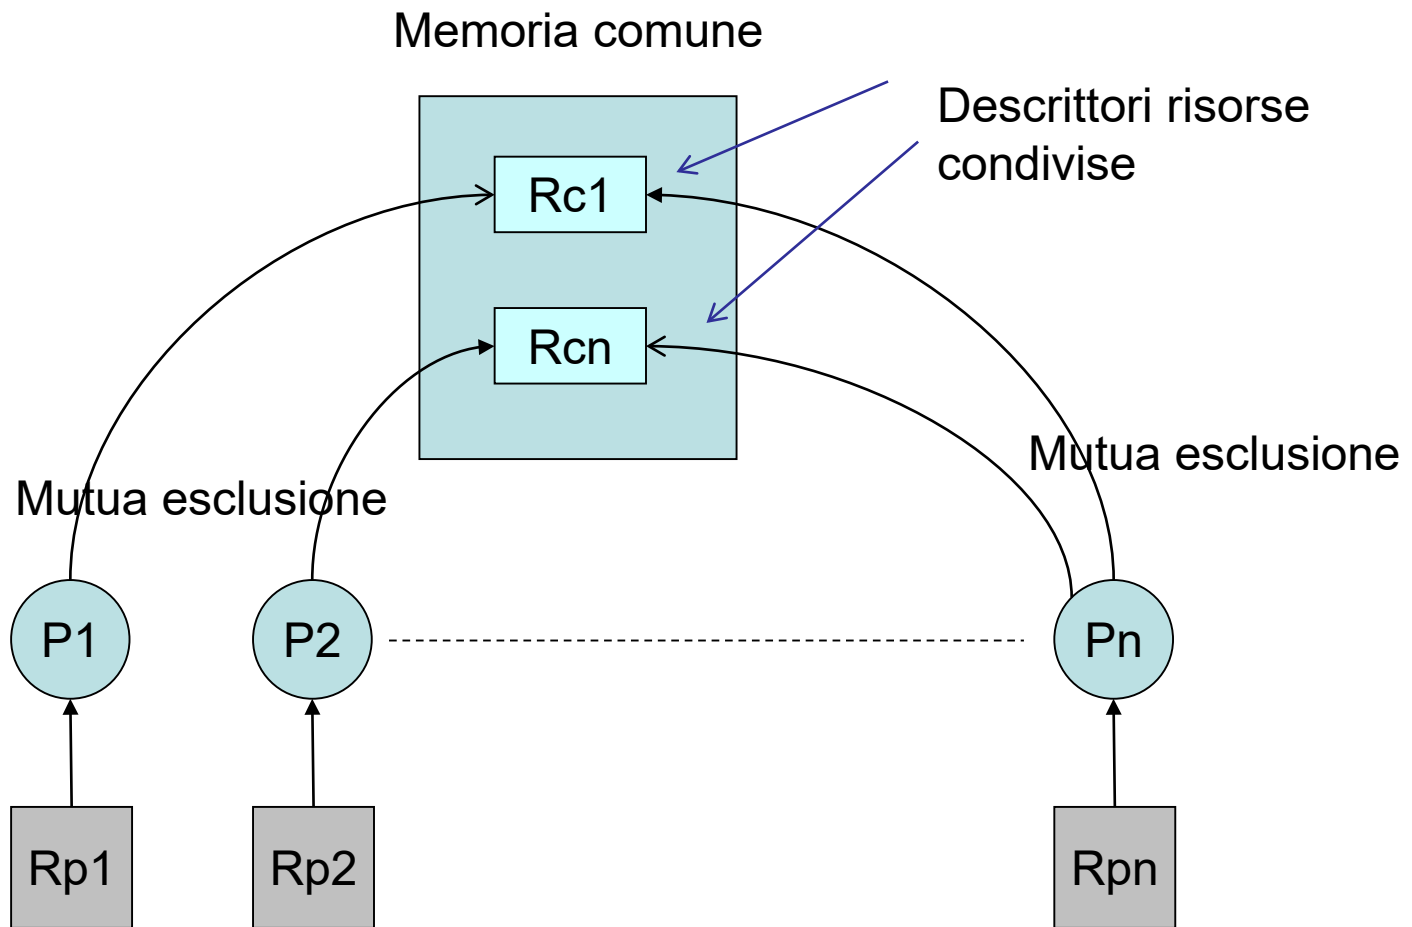 Memoria comune
Descrittori risorse
condivise
Rc1
Rcn
Mutua esclusione
Mutua esclusione
P1
P2
Pn
Rp1
Rp2
Rpn